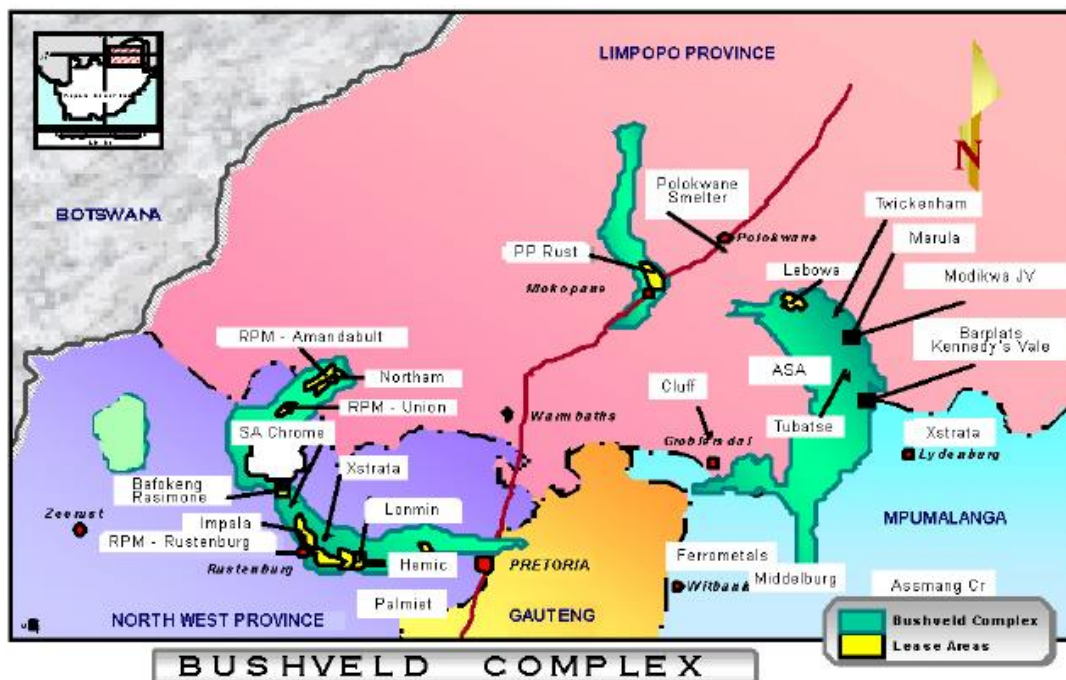 LIMPOPO PROVINCE
N
BOTSWANA
Polokwane
Smelter
Polokwane
Twickenham
Marula
PP Rust
Lebowa
Modikwa JV
Mokopane
Barplats
Kennedy's Vale
RPM - Amandabult
Northam
Cluff
ASA
RPM - Union
Warmbaths
SA Chrome
Tubatse
Xstrata
Groblersdal
Xstrata
Lydenburg
Bafokeng
Rasimone
Zeerust
Impala
Lonmin
MPUMALANGA
RPM - Rustenburg
Rustenburg
Hernic
PRETORIA
Ferrometals
Middelburg
Witbank
Assmang Cr
Palmiet
NORTH WEST PROVINCE
GAUTENG
Bushveld Complex
Lease Areas
BUSHVELD COMPLEX